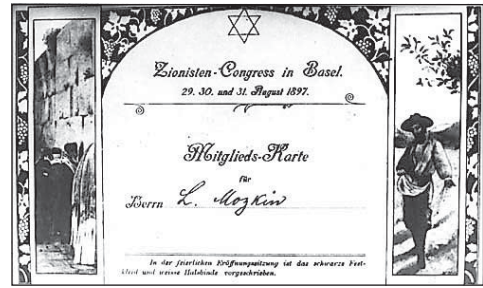 Zionisten-Congress in Basel.
29. 30. und 31. August 1897.
Mitglieds-Karte
für
Herrn L. Mozkin
In der feierlichen Eröffnungssitzung ist das schwarze Fest-
kleid und weisse Halsbinde vorgeschrieben.